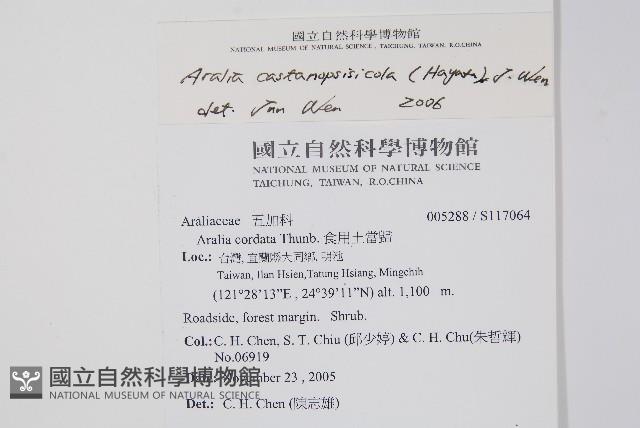 國立自然科學博物館
NATIONAL MUSEUM OF NATURAL SCIENCE, TAICHUNG, TAIWAN, R.O.CHINA
Aralia castanopsisicola (Hayata) J. Wen
det. Jun Wen 2006
國立自然科學博物館
NATIONAL MUSEUM OF NATURAL SCIENCE
TAICHUNG, TAIWAN, R.O.CHINA
Araliaceae 五加科 005288 / S117064
Aralia cordata Thunb. 食用土當歸
Loc.: 台灣, 宜蘭縣大同鄉, 明池
Taiwan, Ilan Hsien,Tatung Hsiang, Mingchih
(121°28'13"E , 24°39'11"N) alt. 1,100 m.
Roadside, forest margin. Shrub.
Col.: C. H. Chen, S. T. Chiu (邱少婷) & C. H. Chu(朱哲輝)
No.06919
23 , 2005
國立自然科學博物館
NATIONAL MUSEUM OF NATURAL SCIENCE
Det.: C. H. Chen (陳志雄)